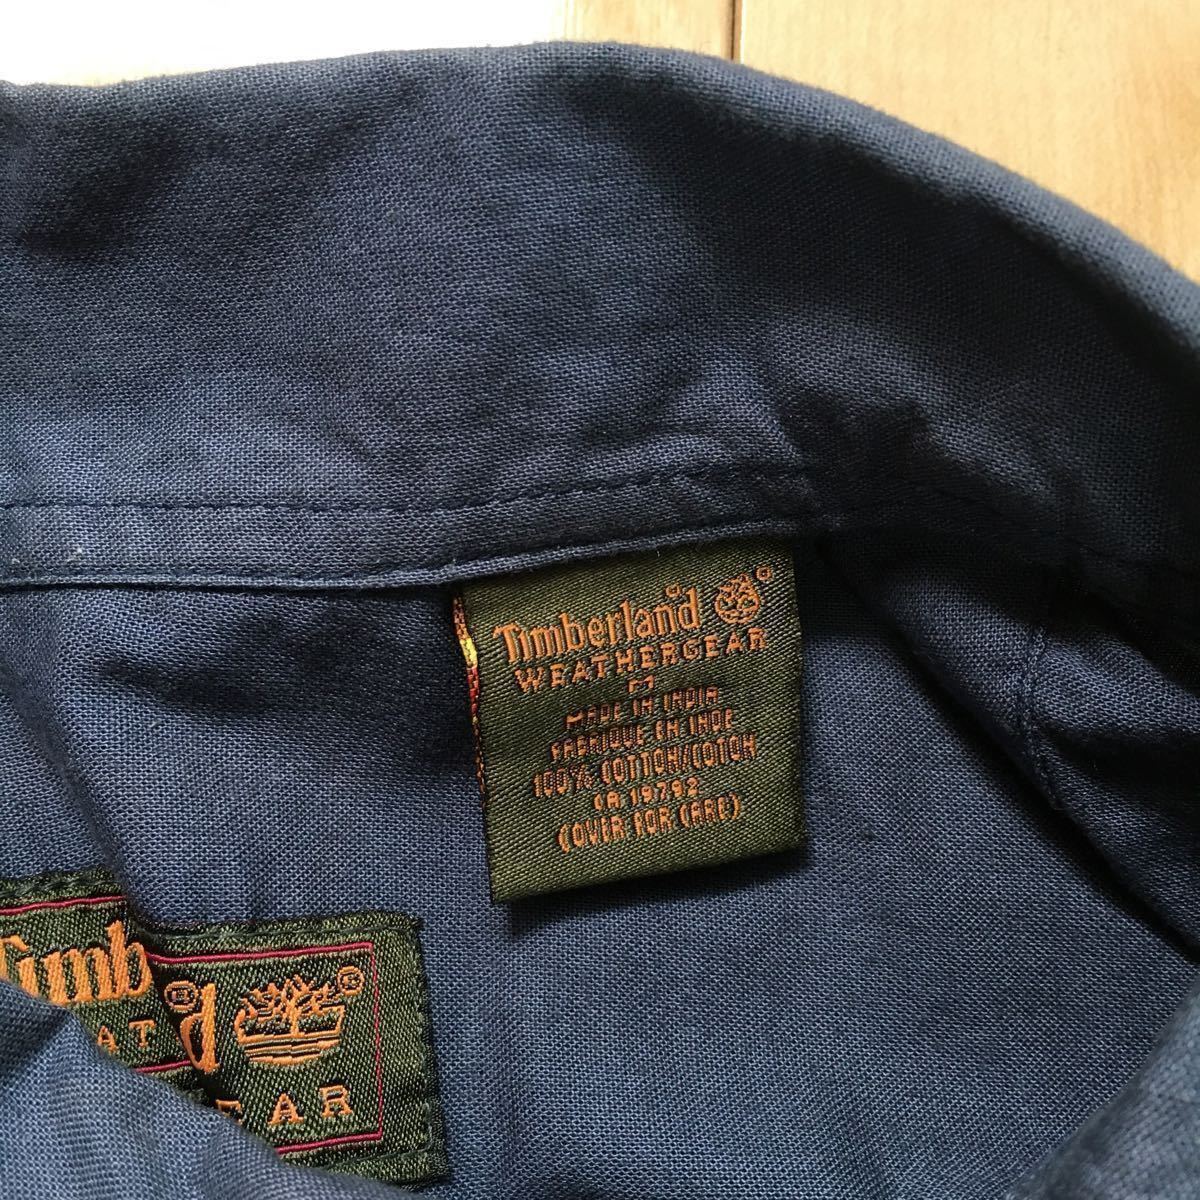 Timberland®
WEATHERGEAR
M
MADE IN INDIA
FABRIQUE EN INDE
100% COTTON/COTON
CA 19792
(OVER FOR CARE)
Timb
®d ®
AT
EAR